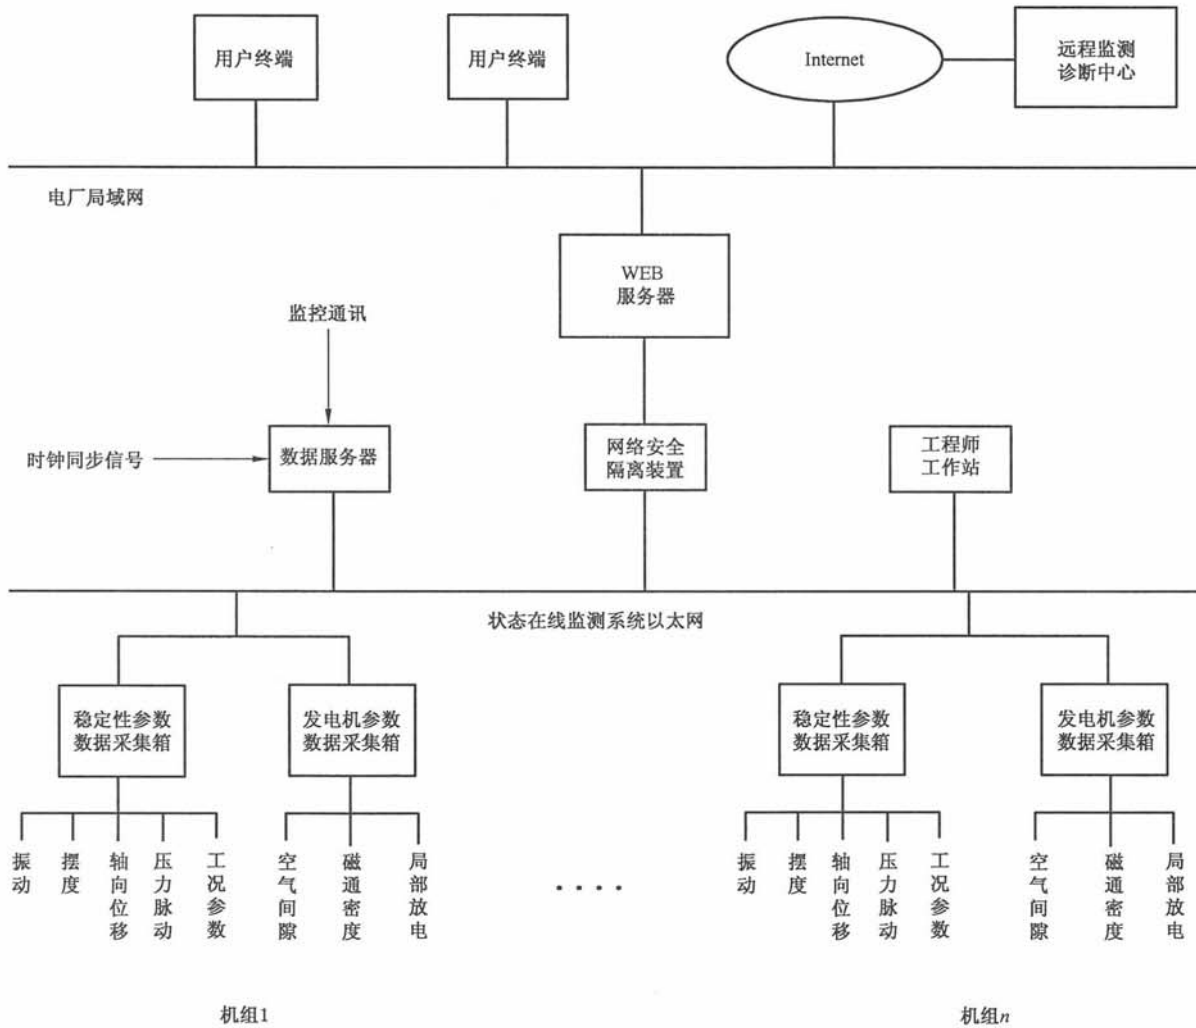 用户终端
用户终端
Internet
远程监测
诊断中心
电厂局域网
WEB
服务器
监控通讯
时钟同步信号
数据服务器
网络安全
隔离装置
工程师
工作站
状态在线监测系统以太网
稳定性参数
数据采集箱
发电机参数
数据采集箱
稳定性参数
数据采集箱
发电机参数
数据采集箱
振动
摆度
轴向位移
压力脉动
工况参数
空气间隙
磁通密度
局部放电
....
振动
摆度
轴向位移
压力脉动
工况参数
空气间隙
磁通密度
局部放电
机组1
机组n